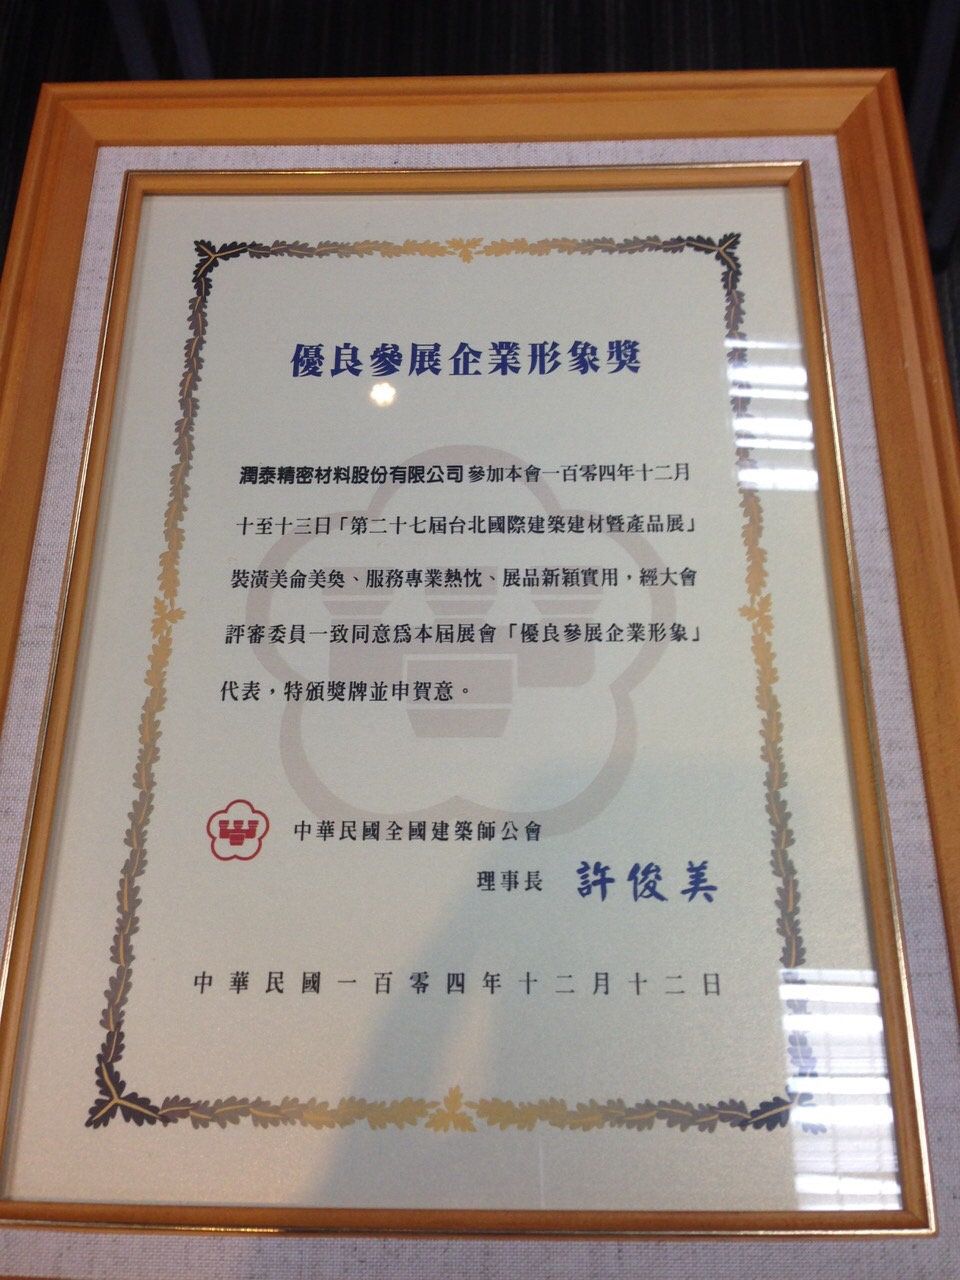 優良參展企業形象獎
潤泰精密材料股份有限公司 參加本會一百零四年十二月
十至十三日「第二十七屆台北國際建築建材暨產品展」
裝潢美侖美奐、服務專業熱忱、展品新穎實用，經大會
評審委員一致同意為本屆展會「優良參展企業形象」
代表，特頒獎牌並申賀意。
中華民國全國建築師公會
理事長 許俊美
中華民國一百零四年十二月十二日